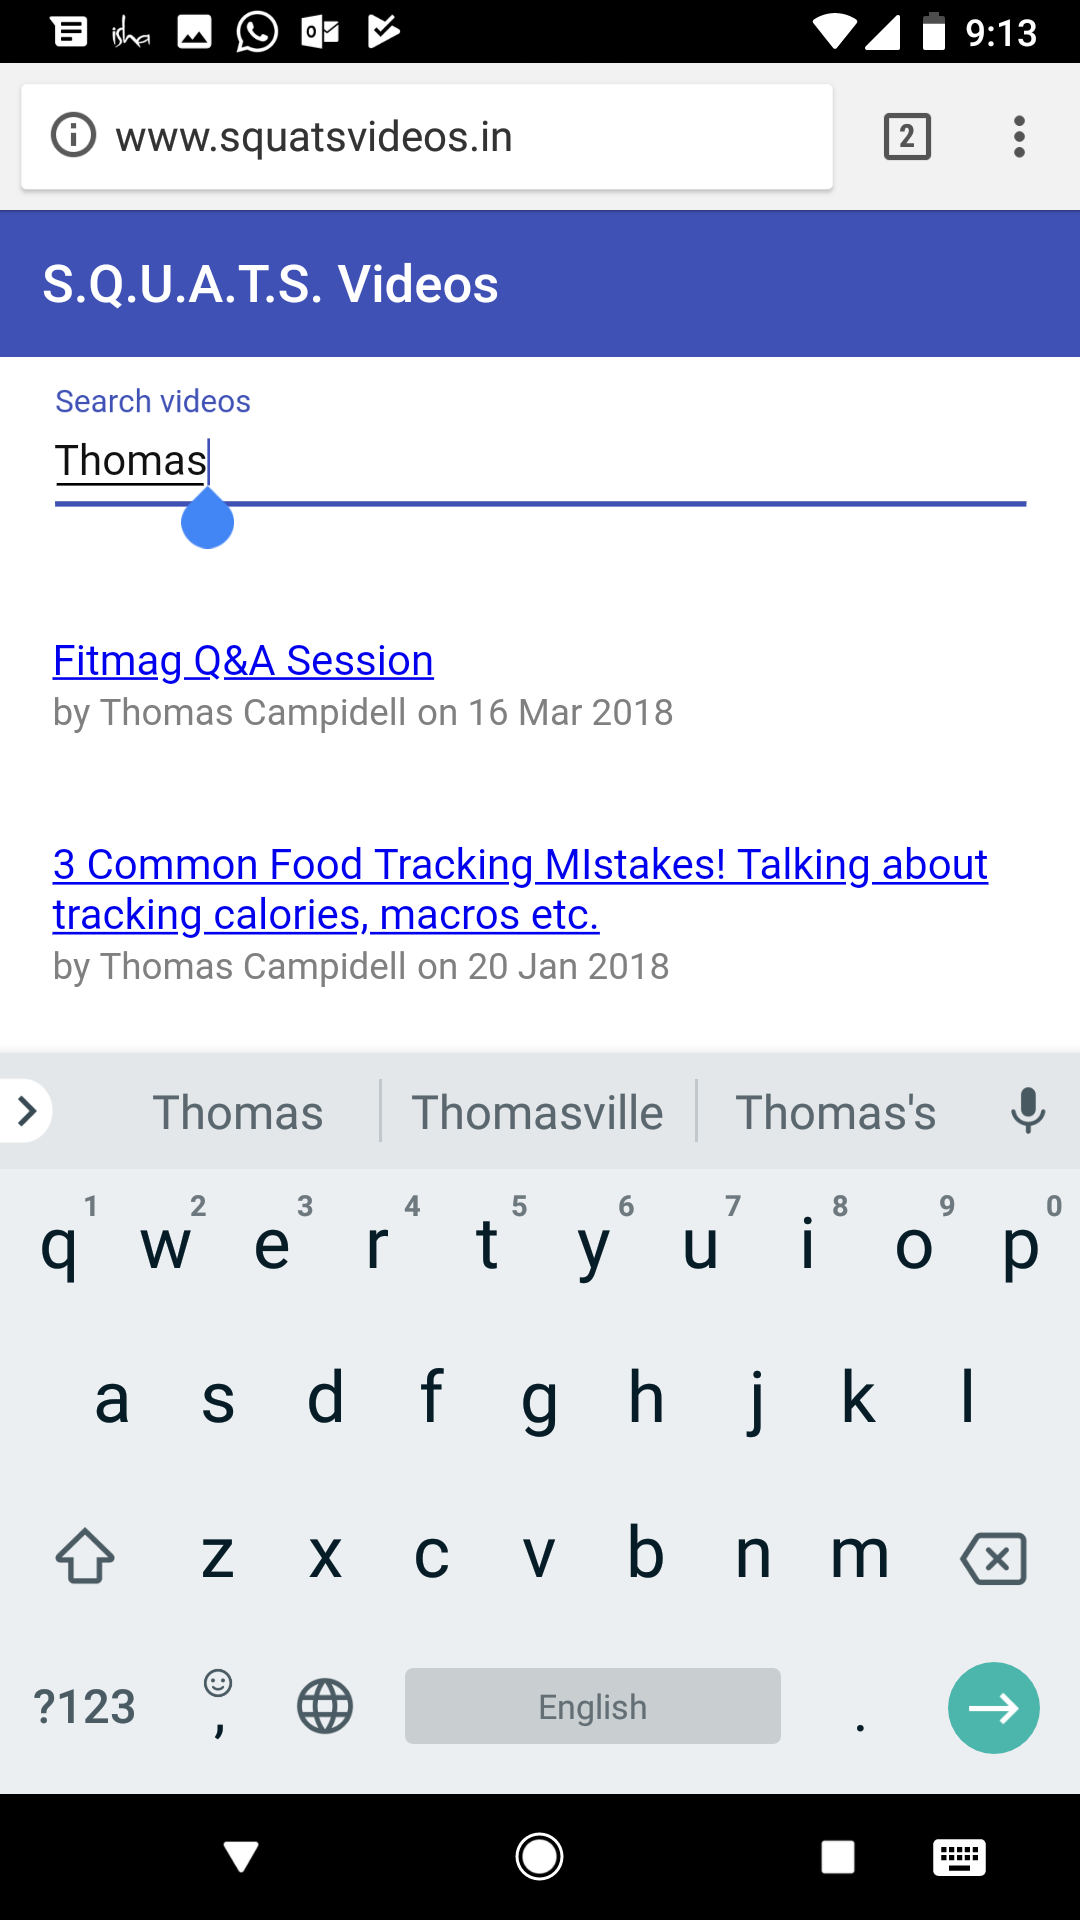 isha
9:13
www.squatsvideos.in
2
S.Q.U.A.T.S. Videos
Search videos
Thomas
Fitmag Q&A Session
by Thomas Campidell on 16 Mar 2018
3 Common Food Tracking MIstakes! Talking about
tracking calories, macros etc.
by Thomas Campidell on 20 Jan 2018
Thomas Thomasville Thomas's
1 2 3 4 5 6 7 8 9 0
q w e r t y u i o p
a s d f g h j k l
z x c v b n m
?123 , English .